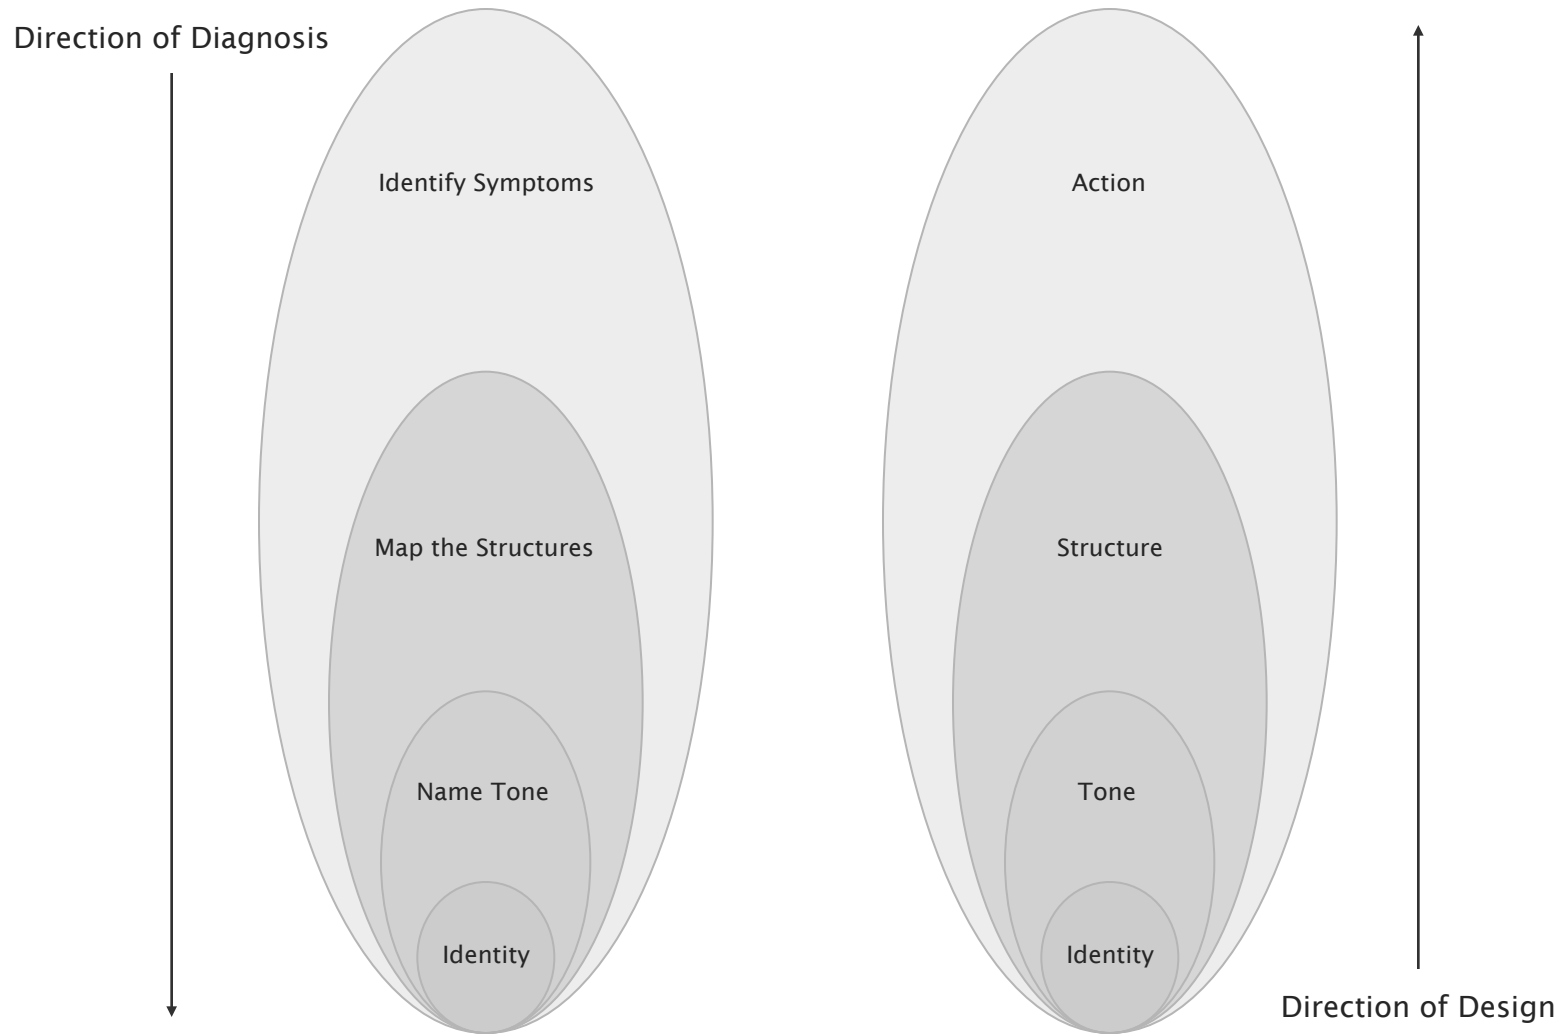 Direction of Diagnosis
Identify Symptoms
Map the Structures
Name Tone
Identity
Action
Structure
Tone
Identity
Direction of Design